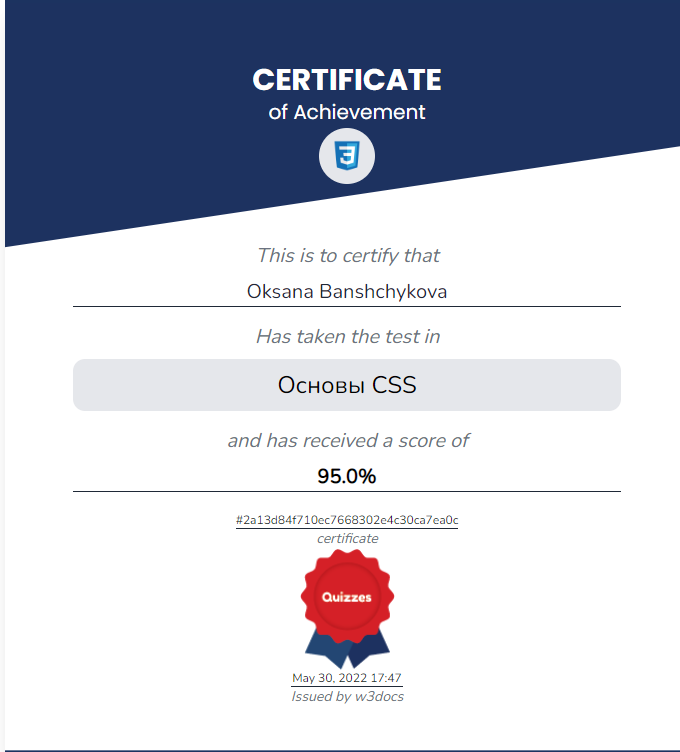 CERTIFICATE
of Achievement
3
This is to certify that
Oksana Banshchykova
Has taken the test in
Основы CSS
and has received a score of
95.0%
#2a13d84f710ec7668302e4c30ca7ea0c
certificate
Quizzes
May 30, 2022 17:47
Issued by w3docs